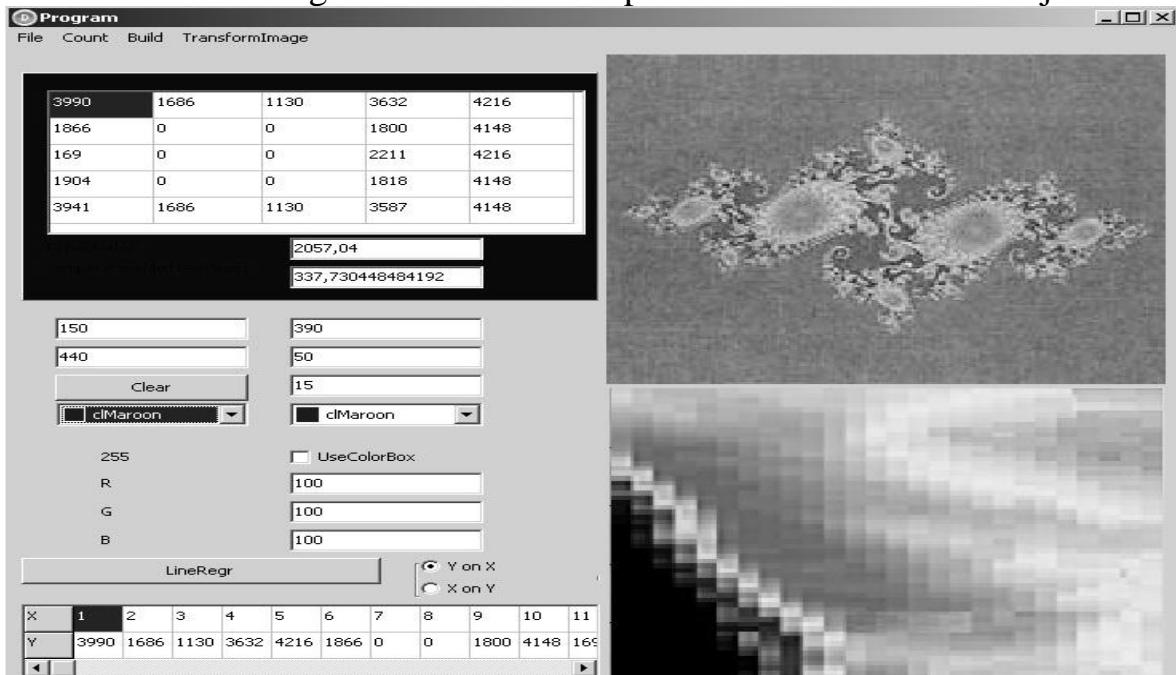 Program
File Count Build TransformImage
3990 1686 1130 3632 4216
1866 0 0 1800 4148
169 0 0 2211 4216
1904 0 0 1818 4148
3941 1686 1130 3587 4148
2057,04
337,730448484192
150 390
440 50
Clear 15
clMaroon clMaroon
255 UseColorBox
R 100
G 100
B 100
LineRegr
Y on X
X on Y
X 1 2 3 4 5 6 7 8 9 10 11
Y 3990 1686 1130 3632 4216 1866 0 0 1800 4148 169